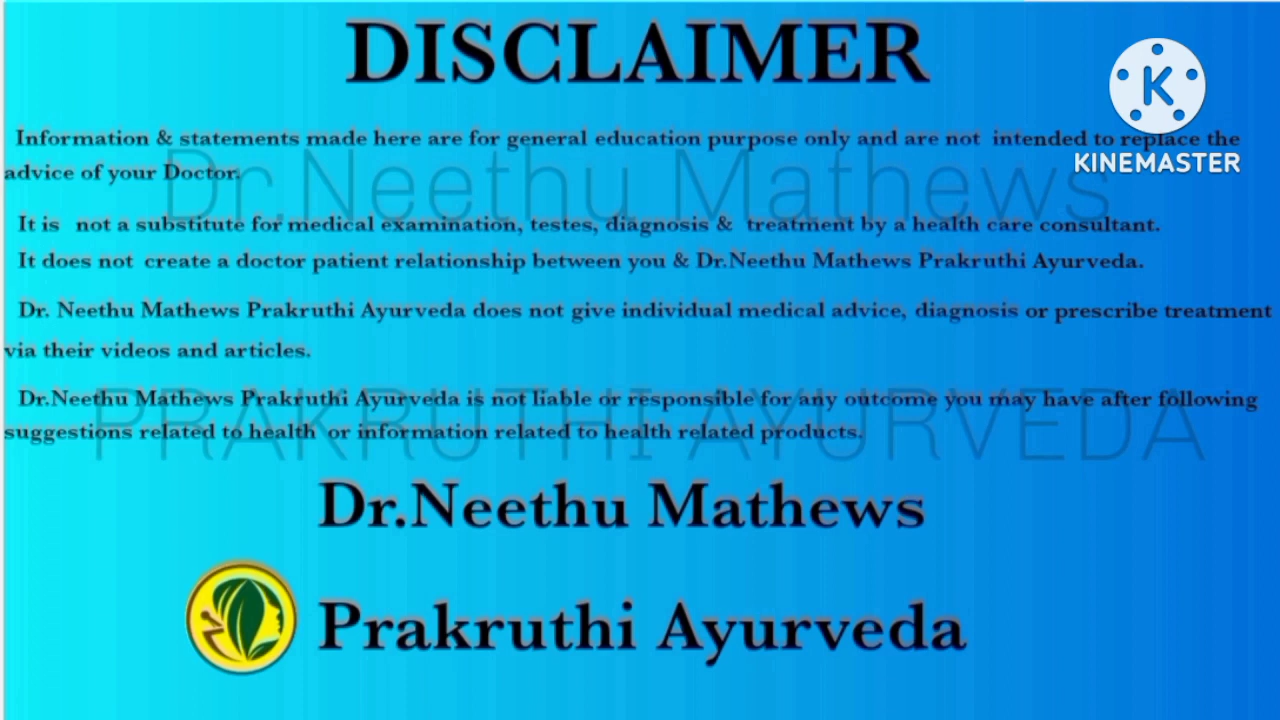 DISCLAIMER
K
KINEMASTER
Information & statements made here are for general education purpose only and are not intended to replace the
advice of your Doctor.
Dr.Neethu Mathews
It is not a substitute for medical examination, testes, diagnosis & treatment by a health care consultant.
It does not create a doctor patient relationship between you & Dr.Neethu Mathews Prakruthi Ayurveda.
Dr. Neethu Mathews Prakruthi Ayurveda does not give individual medical advice, diagnosis or prescribe treatment
via their videos and articles.
Dr.Neethu Mathews Prakruthi Ayurveda is not liable or responsible for any outcome you may have after following
PRAKRUTHI AYURVEDA
suggestions related to health or information related to health related products.
Dr.Neethu Mathews
Prakruthi Ayurveda